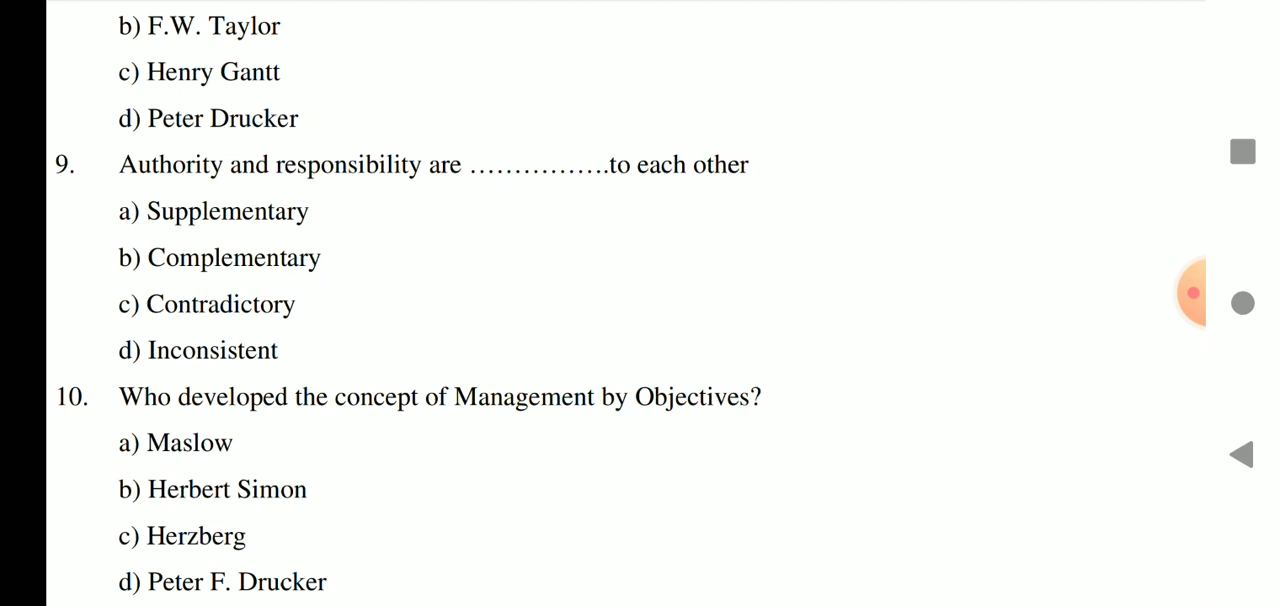 b) F.W. Taylor
c) Henry Gantt
d) Peter Drucker
9. Authority and responsibility are ................to each other
a) Supplementary
b) Complementary
c) Contradictory
d) Inconsistent
10. Who developed the concept of Management by Objectives?
a) Maslow
b) Herbert Simon
c) Herzberg
d) Peter F. Drucker